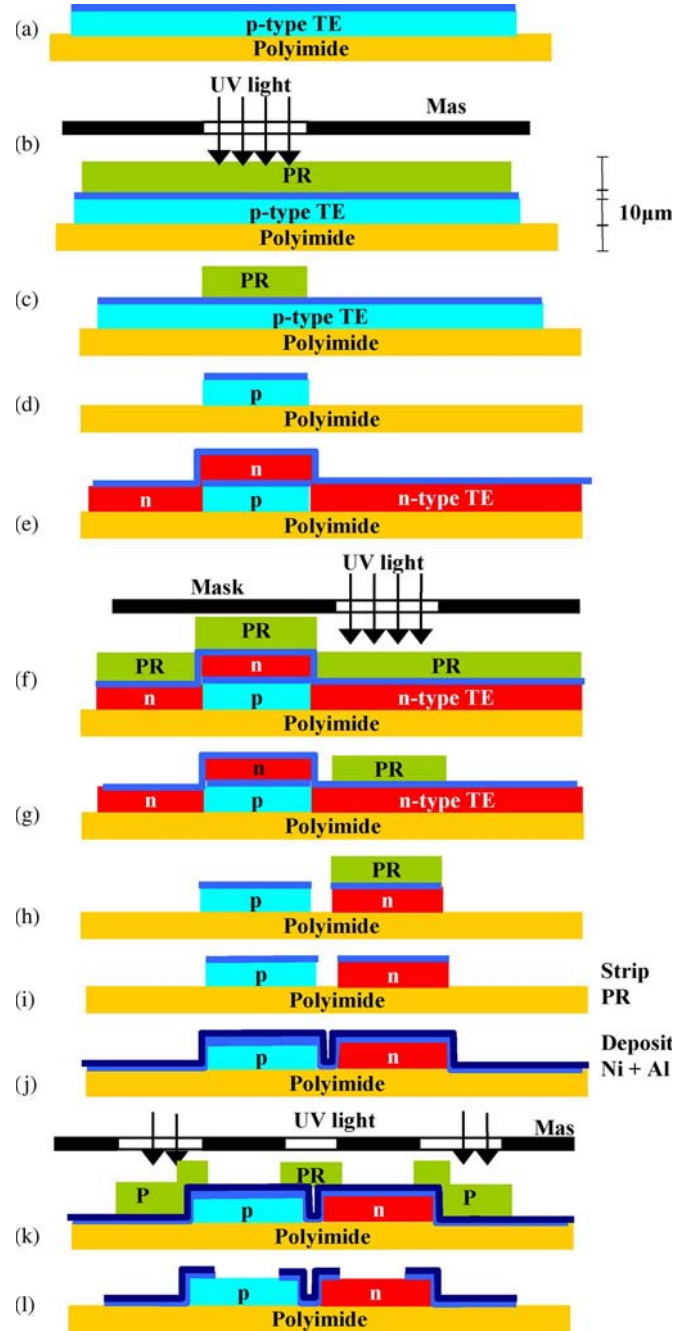 (a)
p-type TE
Polyimide
UV light
Mas
(b)
PR
p-type TE
10µm
Polyimide
PR
(c)
p-type TE
Polyimide
(d)
p
Polyimide
n
(e)
n
p
n-type TE
Polyimide
UV light
Mask
PR
(f)
PR
n
PR
n
p
n-type TE
Polyimide
(g)
n
PR
n
p
n-type TE
Polyimide
PR
(h)
p
n
Polyimide
(i)
p
n
Strip
PR
Polyimide
(j)
p
n
Deposit
Ni + Al
Polyimide
UV light
Mas
PR
P
P
(k)
p
n
Polyimide
(l)
p
n
Polyimide